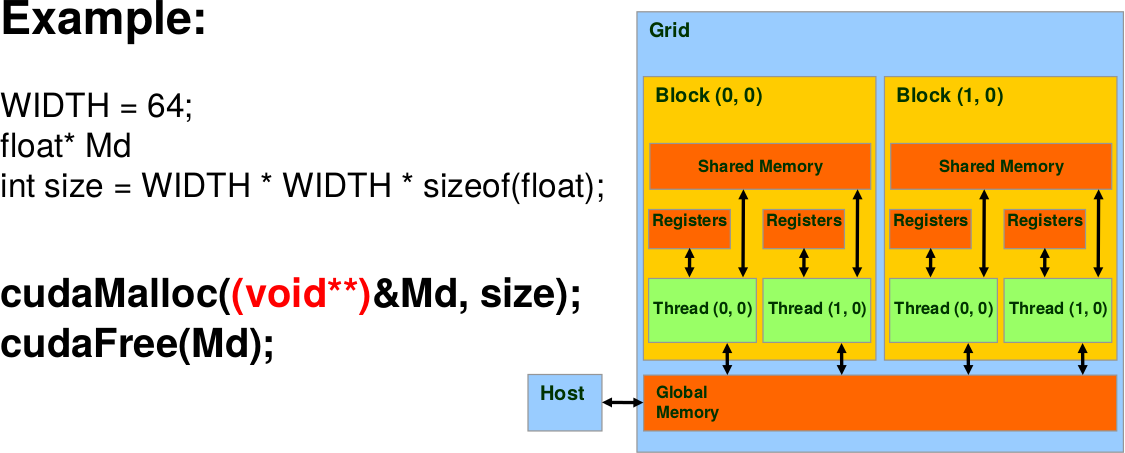 Example:
WIDTH = 64;
float* Md
int size = WIDTH * WIDTH * sizeof(float);
cudaMalloc((void**)&Md, size);
cudaFree(Md);
Grid
Block (0, 0)
Block (1, 0)
Shared Memory
Shared Memory
Registers
Registers
Registers
Registers
Thread (0, 0)
Thread (1, 0)
Thread (0, 0)
Thread (1, 0)
Host
Global
Memory